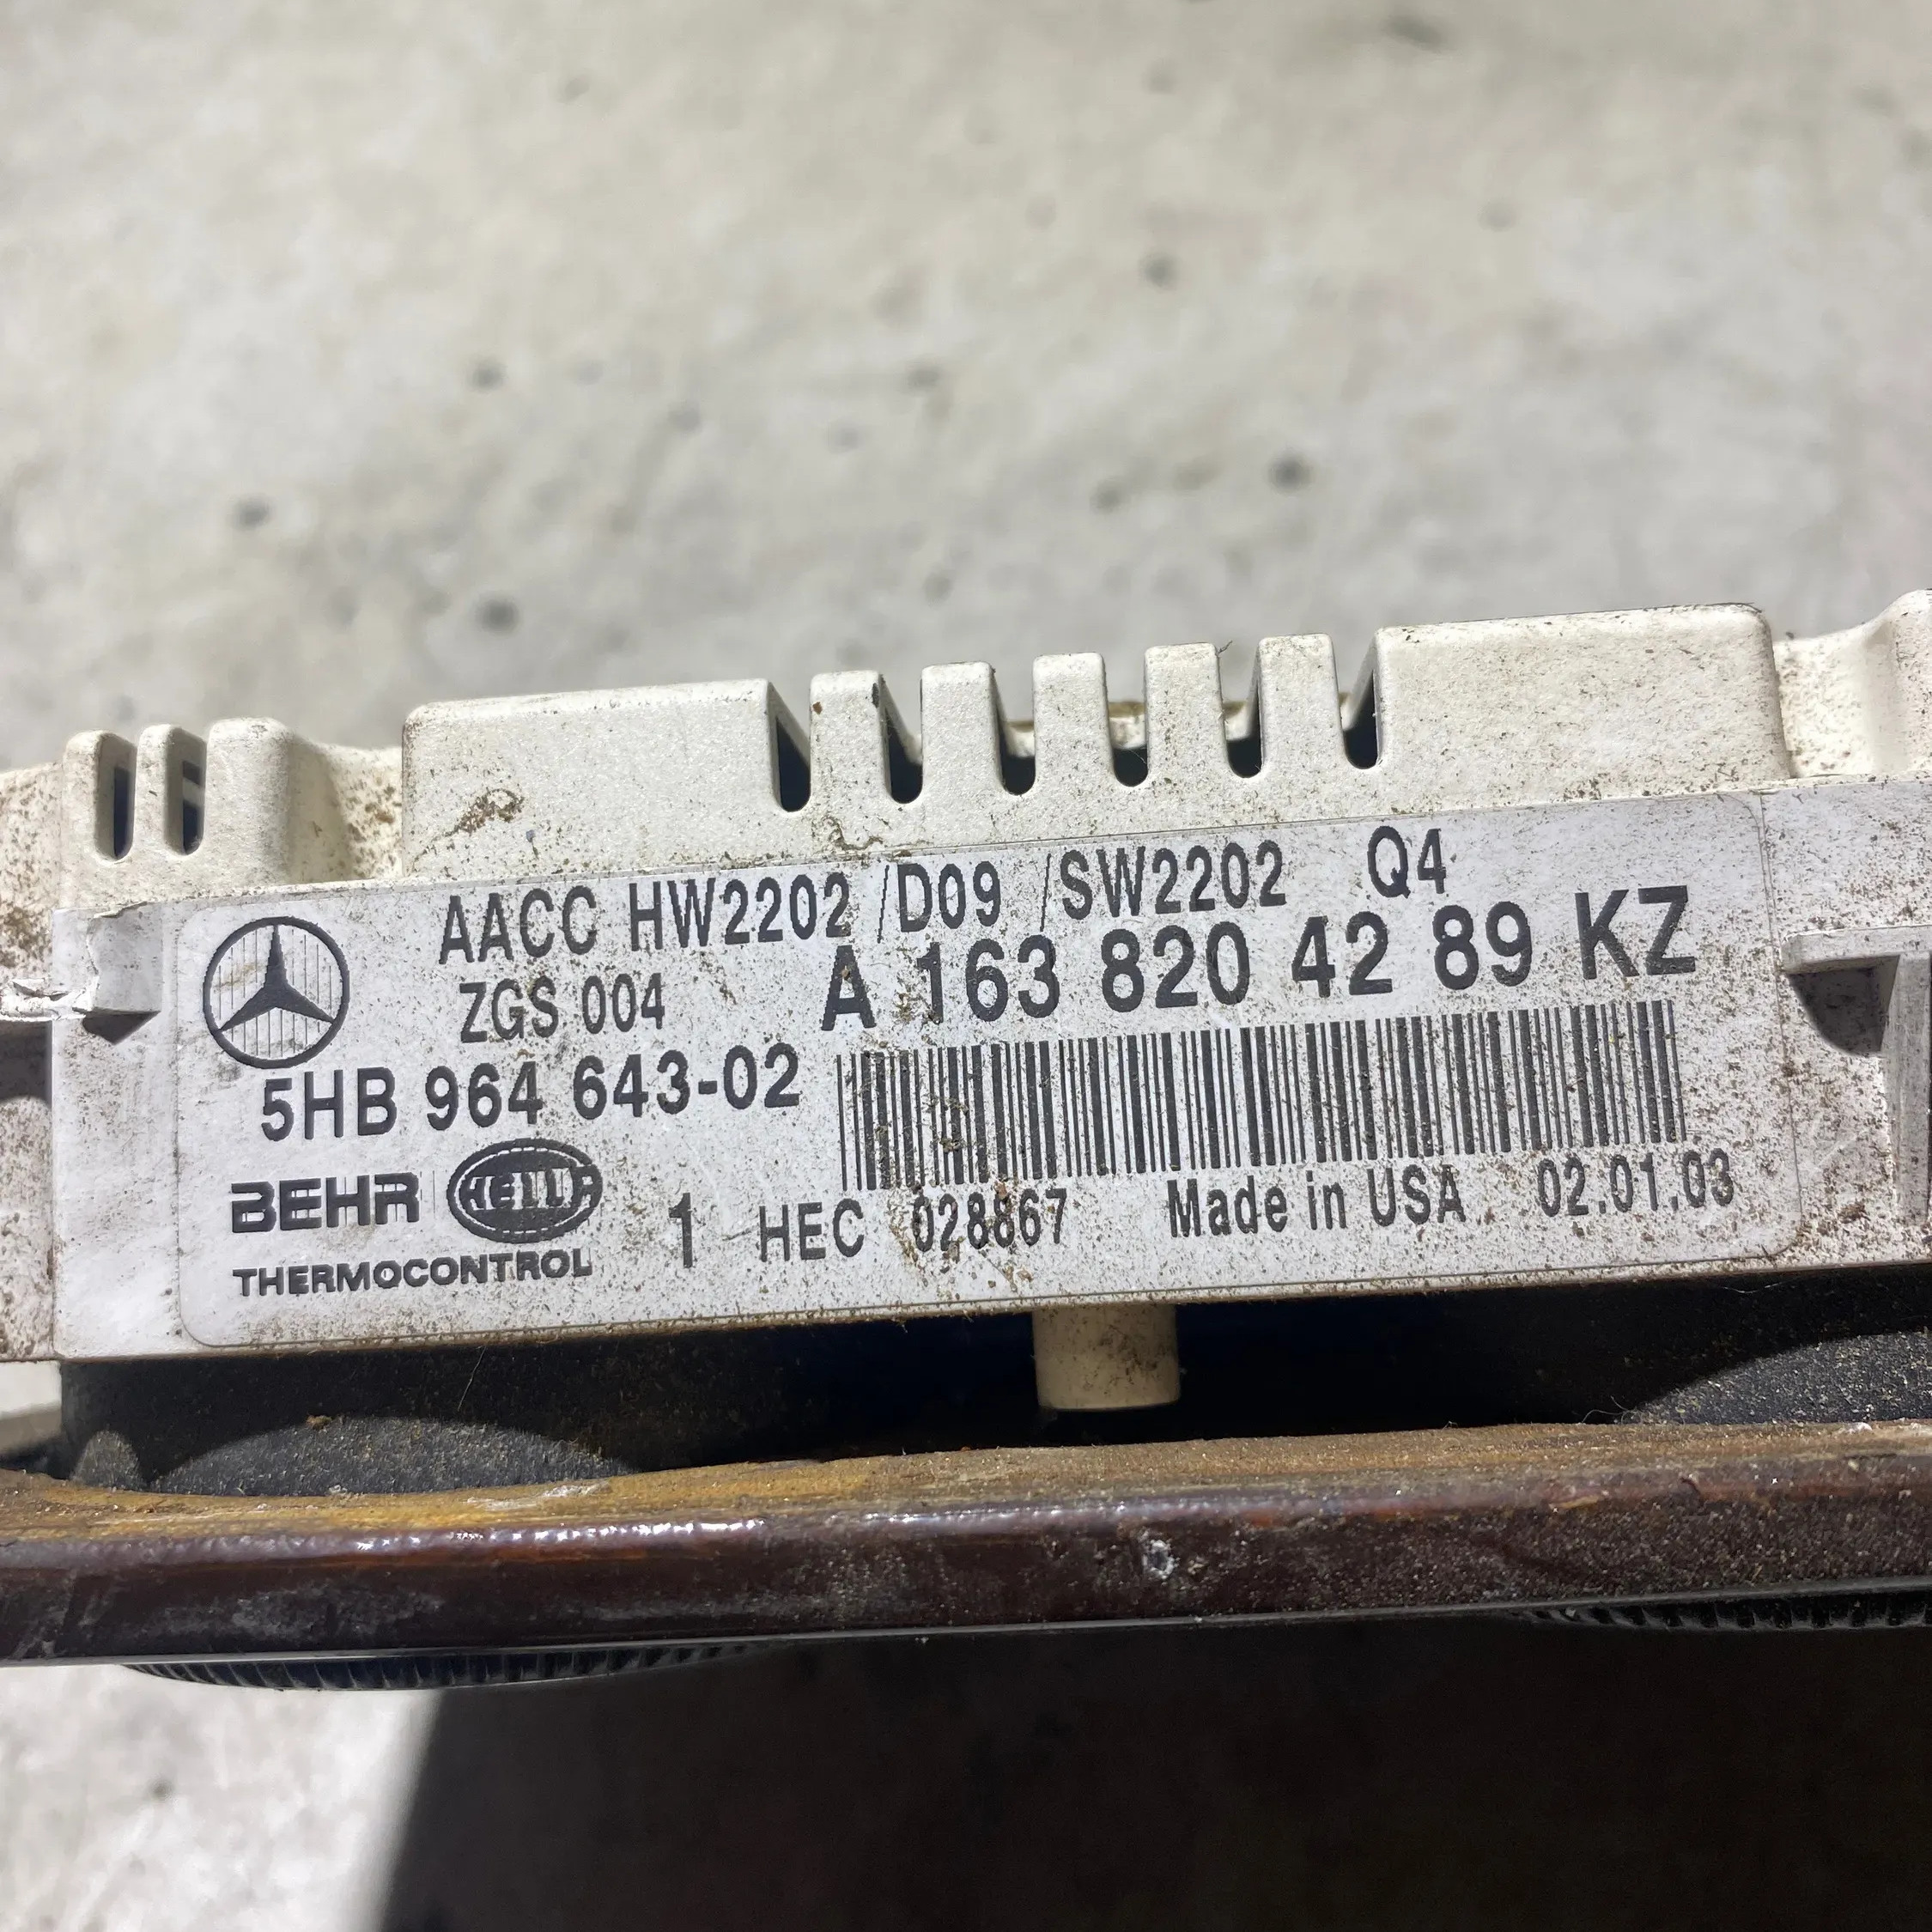 AACC HW2202 /D09 /SW2202 Q4
ZGS 004 A 163 820 42 89 KZ
5HB 964 643-02
BEHR HELLA
THERMOCONTROL
1 HEC 028867 Made in USA 02.01.03